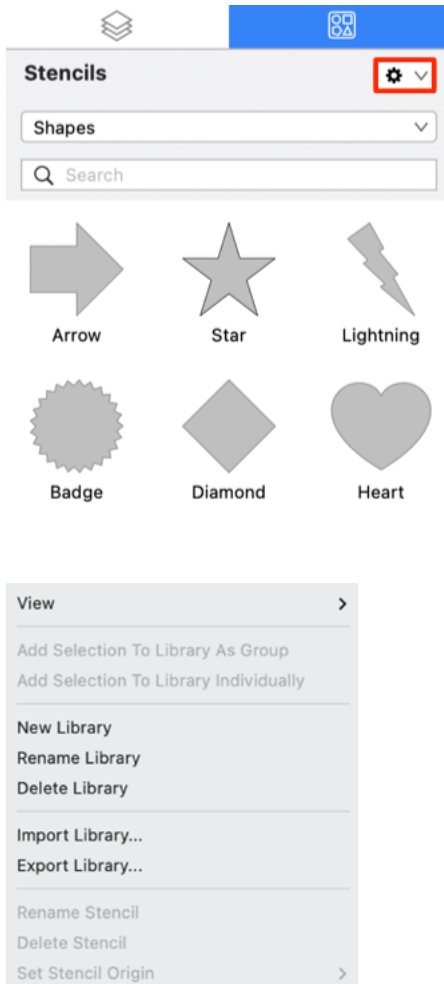 Stencils
Shapes
Search
Arrow Star Lightning
Badge Diamond Heart
View
Add Selection To Library As Group
Add Selection To Library Individually
New Library
Rename Library
Delete Library
Import Library...
Export Library...
Rename Stencil
Delete Stencil
Set Stencil Origin